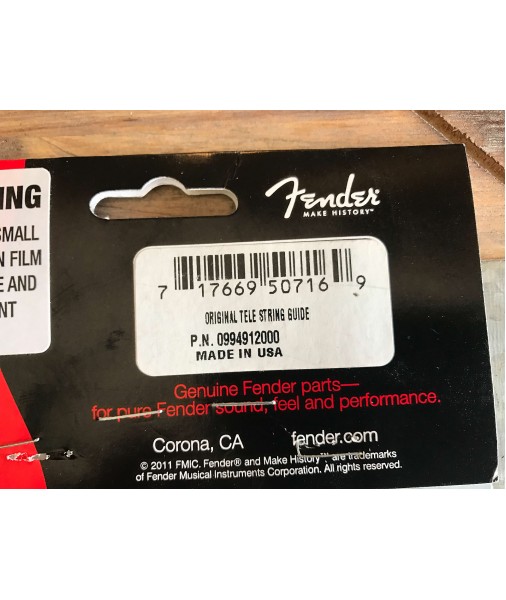 NING
SMALL
N FILM
E AND
NT
Fender
MAKE HISTORY™
7 17669 50716 9
ORIGINAL TELE STRING GUIDE
P.N. 0994912000
MADE IN USA
Genuine Fender parts—
for pure Fender sound, feel and performance.
Corona, CA fender.com
© 2011 FMIC. Fender® and Make History™ are trademarks
of Fender Musical Instruments Corporation. All rights reserved.